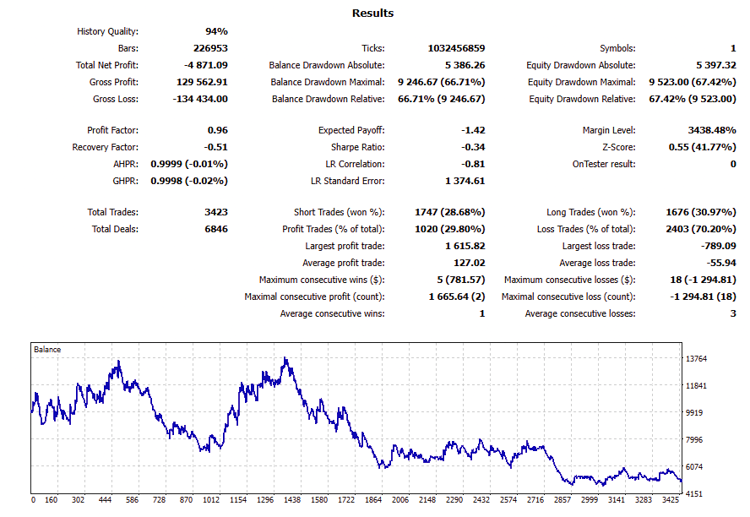 Results
History Quality: 94%
Bars: 226953 Ticks: 1032456859 Symbols: 1
Total Net Profit: -4 871.09 Balance Drawdown Absolute: 5 386.26 Equity Drawdown Absolute: 5 397.32
Gross Profit: 129 562.91 Balance Drawdown Maximal: 9 246.67 (66.71%) Equity Drawdown Maximal: 9 523.00 (67.42%)
Gross Loss: -134 434.00 Balance Drawdown Relative: 66.71% (9 246.67) Equity Drawdown Relative: 67.42% (9 523.00)
Profit Factor: 0.96 Expected Payoff: -1.42 Margin Level: 3438.48%
Recovery Factor: -0.51 Sharpe Ratio: -0.34 Z-Score: 0.55 (41.77%)
AHPR: 0.9999 (-0.01%) LR Correlation: -0.81 OnTester result: 0
GHPR: 0.9998 (-0.02%) LR Standard Error: 1 374.61
Total Trades: 3423 Short Trades (won %): 1747 (28.68%) Long Trades (won %): 1676 (30.97%)
Total Deals: 6846 Profit Trades (% of total): 1020 (29.80%) Loss Trades (% of total): 2403 (70.20%)
Largest profit trade: 1 615.82 Largest loss trade: -789.09
Average profit trade: 127.02 Average loss trade: -55.94
Maximum consecutive wins ($): 5 (781.57) Maximum consecutive losses ($): 18 (-1 294.81)
Maximal consecutive profit (count): 1 665.64 (2) Maximal consecutive loss (count): -1 294.81 (18)
Average consecutive wins: 1 Average consecutive losses: 3
Balance
13764
11841
9919
7996
6074
4151
0 160 302 444 586 728 870 1012 1154 1296 1438 1580 1722 1864 2006 2148 2290 2432 2574 2716 2857 2999 3141 3283 3425